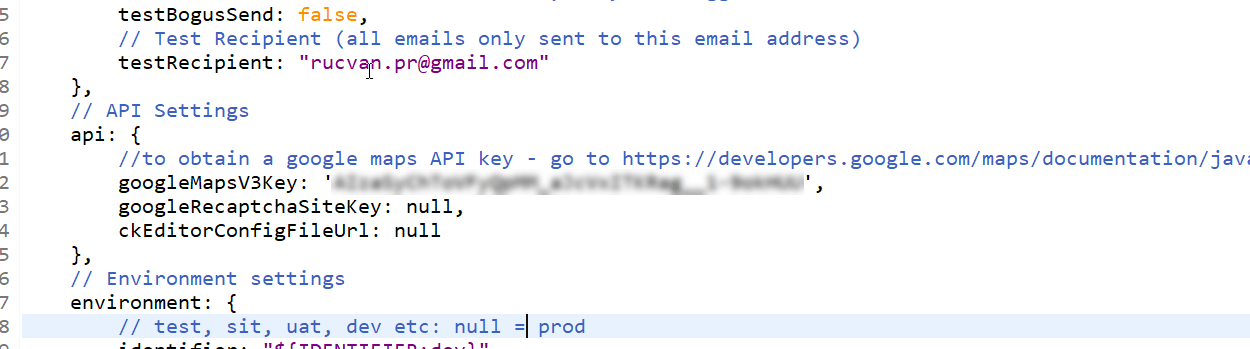 5 testBogusSend: false,
6 // Test Recipient (all emails only sent to this email address)
7 testRecipient: "rucvan.pr@gmail.com"
8 },
9 // API Settings
0 api: {
1 //to obtain a google maps API key - go to https://developers.google.com/maps/documentation/java
2 googleMapsV3Key: '',
3 googleRecaptchaSiteKey: null,
4 ckEditorConfigFileUrl: null
5 },
6 // Environment settings
7 environment: {
8 // test, sit, uat, dev etc: null = prod
identifier: "${IDENTIFIER:dev}"